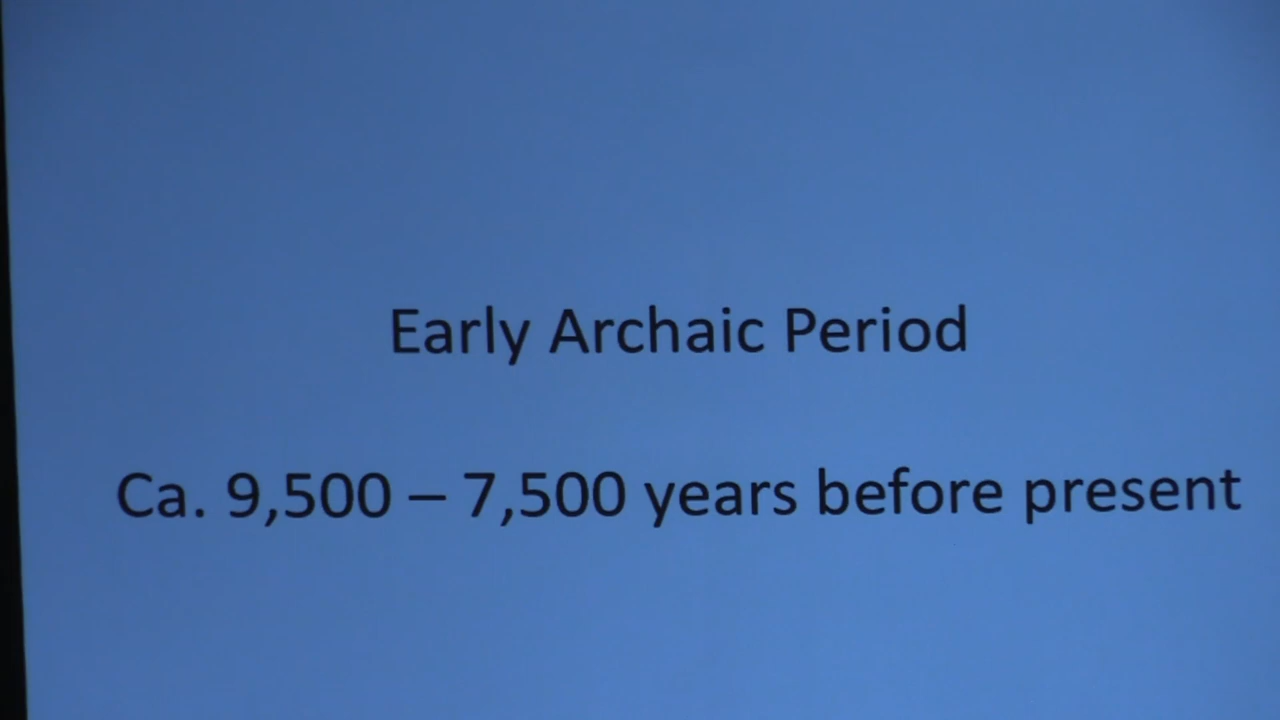 Early Archaic Period
Ca. 9,500 – 7,500 years before present